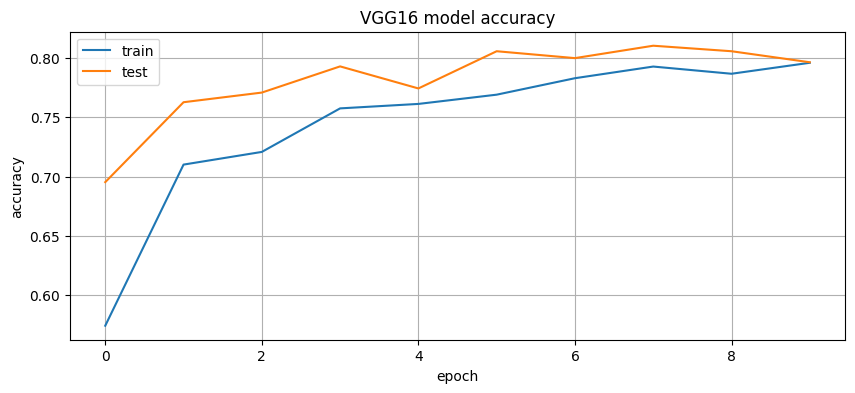 VGG16 model accuracy
train
test
0.80
0.75
0.70
0.65
0.60
accuracy
0 2 4 6 8
epoch